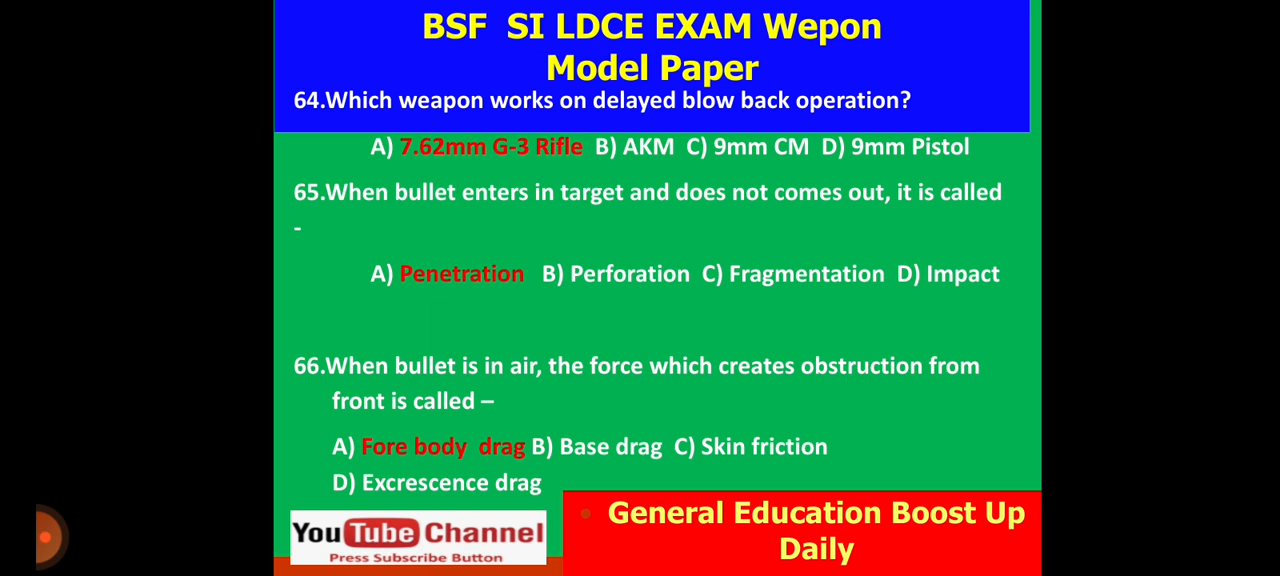 BSF SI LDCE EXAM Wepon
Model Paper
64.Which weapon works on delayed blow back operation?
A) 7.62mm G-3 Rifle B) AKM C) 9mm CM D) 9mm Pistol
65.When bullet enters in target and does not comes out, it is called
-
A) Penetration B) Perforation C) Fragmentation D) Impact
66.When bullet is in air, the force which creates obstruction from
front is called –
A) Fore body drag B) Base drag C) Skin friction
D) Excrescence drag
YouTube Channel
Press Subscribe Button
• General Education Boost Up
Daily